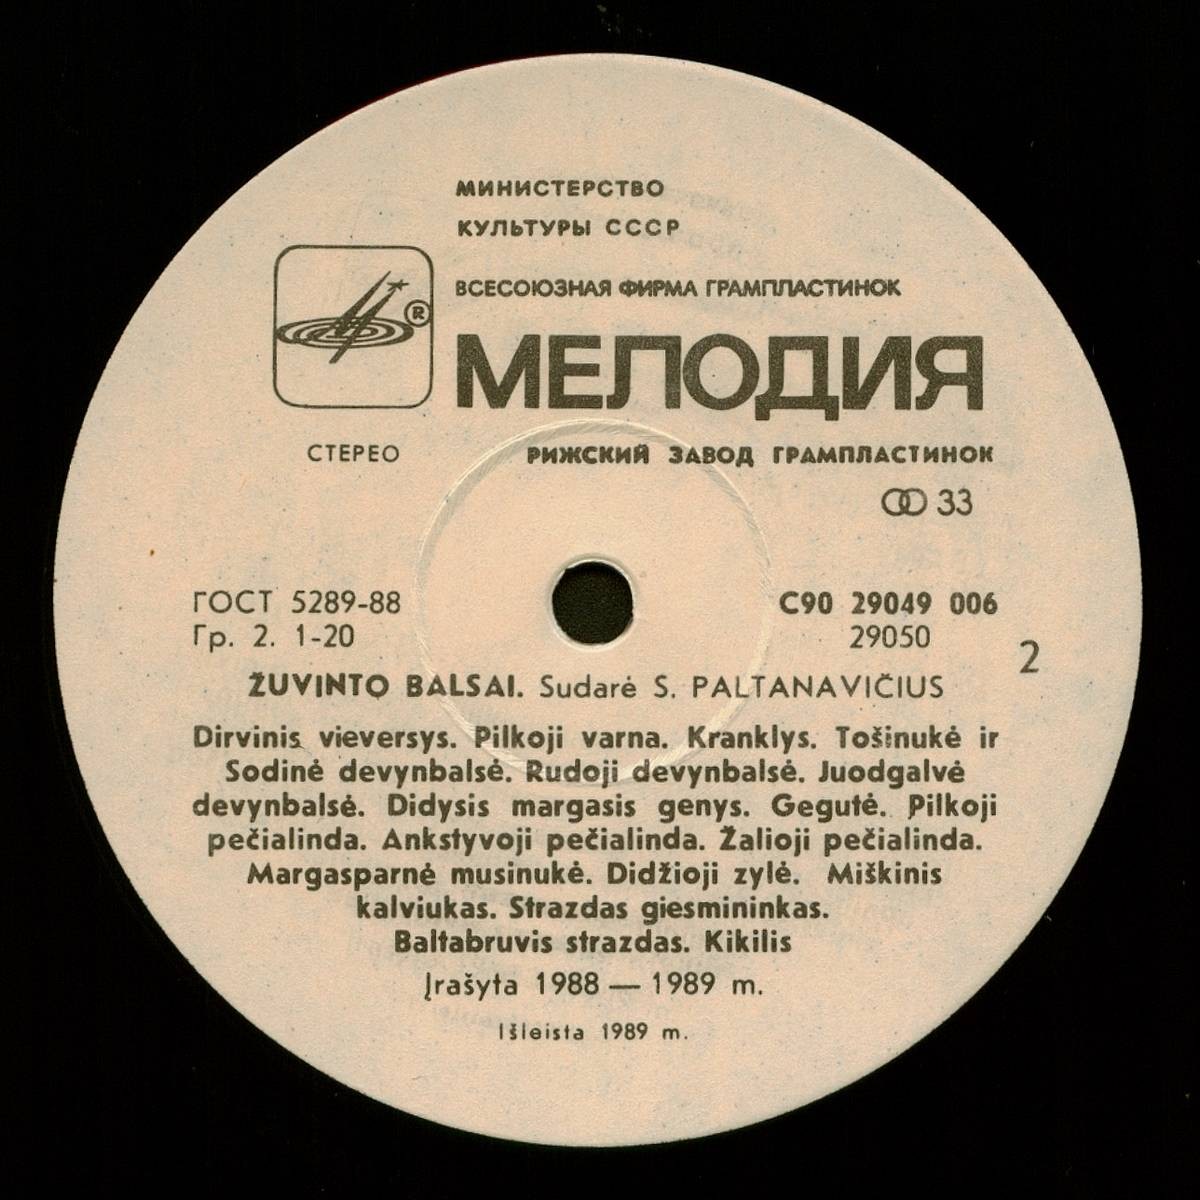 МИНИСТЕРСТВО
КУЛЬТУРЫ СССР
ВСЕСОЮЗНАЯ ФИРМА ГРАМПЛАСТИНОК
®
МЕЛОДИЯ
СТЕРЕО
РИЖСКИЙ ЗАВОД ГРАМПЛАСТИНОК
33
ГОСТ 5289-88
Гр. 2. 1-20
С90 29049 006
29050
2
ŽUVINTO BALSAI. Sudarė S. PALTANAVIČIUS
Dirvinis vieversys. Pilkoji varna. Kranklys. Tošinukė ir
Sodinė devynbalsė. Rudoji devynbalsė. Juodgalvė
devynbalsė. Didysis margasis genys. Gegutė. Pilkoji
pečialinda. Ankstyvoji pečialinda. Žalioji pečialinda.
Margasparnė musinukė. Didžioji zylė. Miškinis
kalviukas. Strazdas giesmininkas.
Baltabruvis strazdas. Kikilis
Įrašyta 1988 — 1989 m.
Išleista 1989 m.